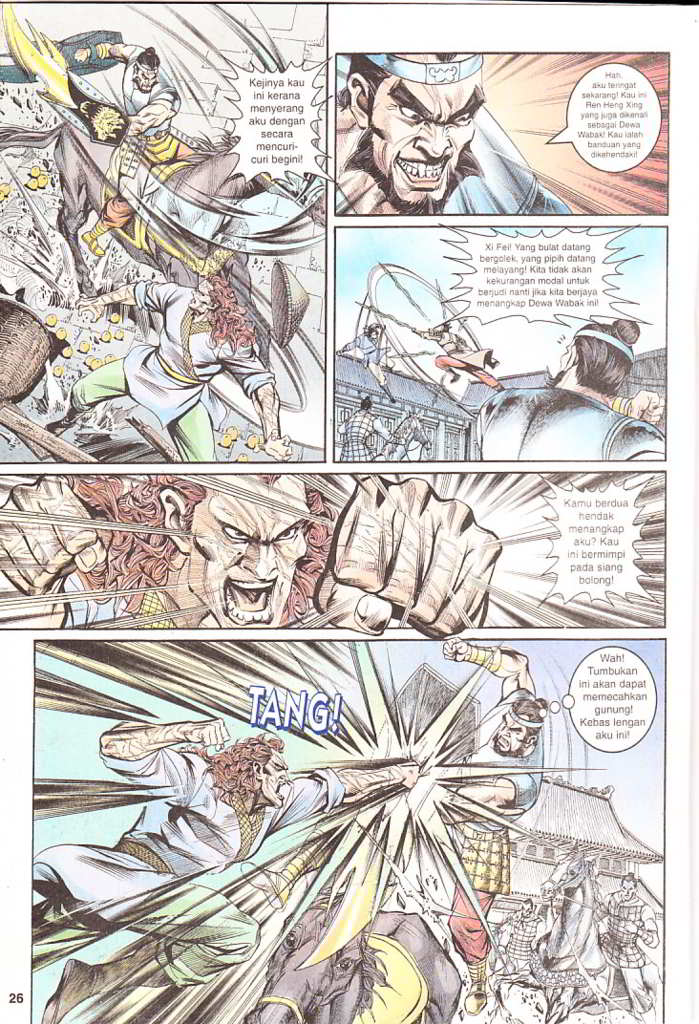 Kejinya kau
ini kerana
menyerang
aku dengan
secara
mencuri-
curi begini!
Hah,
aku teringat
sekarang! Kau ini
Ren Heng Xing
yang juga dikenali
sebagai Dewa
Wabak! Kau ialah
banduan yang
dikehendaki!
Xi Fei! Yang bulat datang
bergolek, yang pipih datang
melayang! Kita tidak akan
kekurangan modal untuk
berjudi nanti jika kita berjaya
menangkap Dewa Wabak ini!
Kamu berdua
hendak
menangkap
aku? Kau
ini bermimpi
pada siang
bolong!
TANG!
Wah!
Tumbukan
ini akan dapat
memecahkan
gunung!
Kebas lengan
aku ini!
26